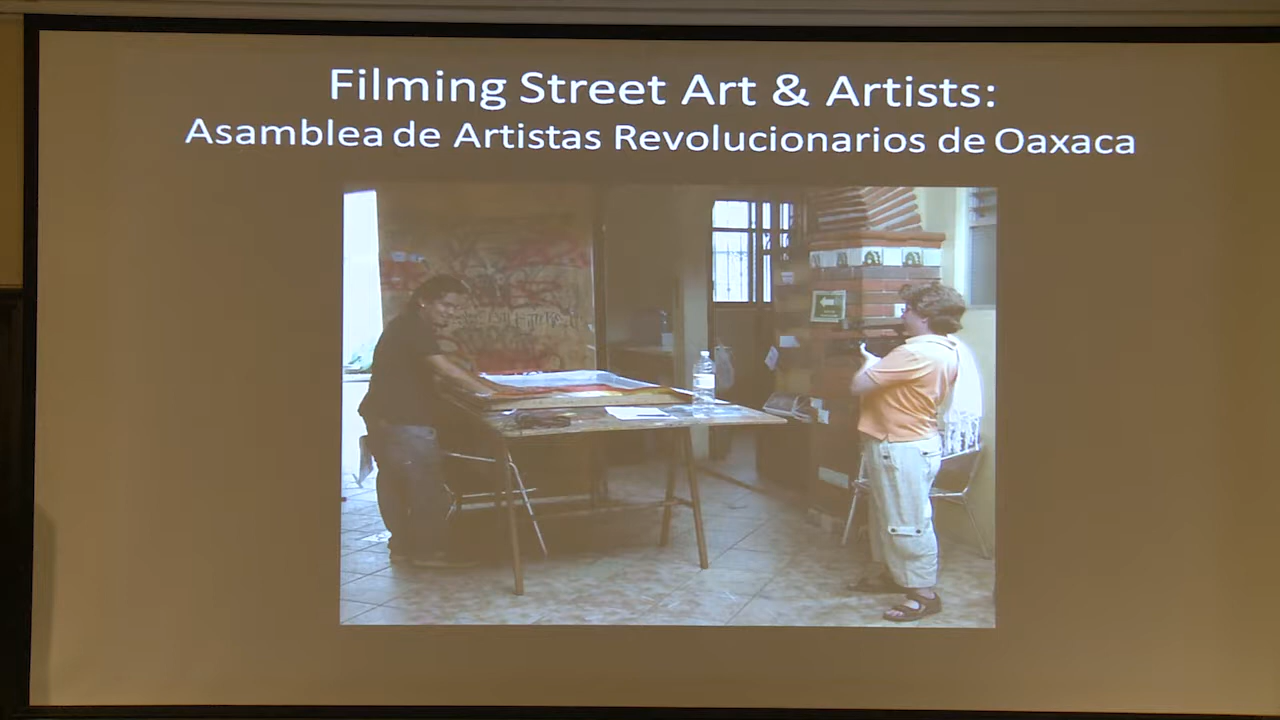 Filming Street Art & Artists:
Asamblea de Artistas Revolucionarios de Oaxaca